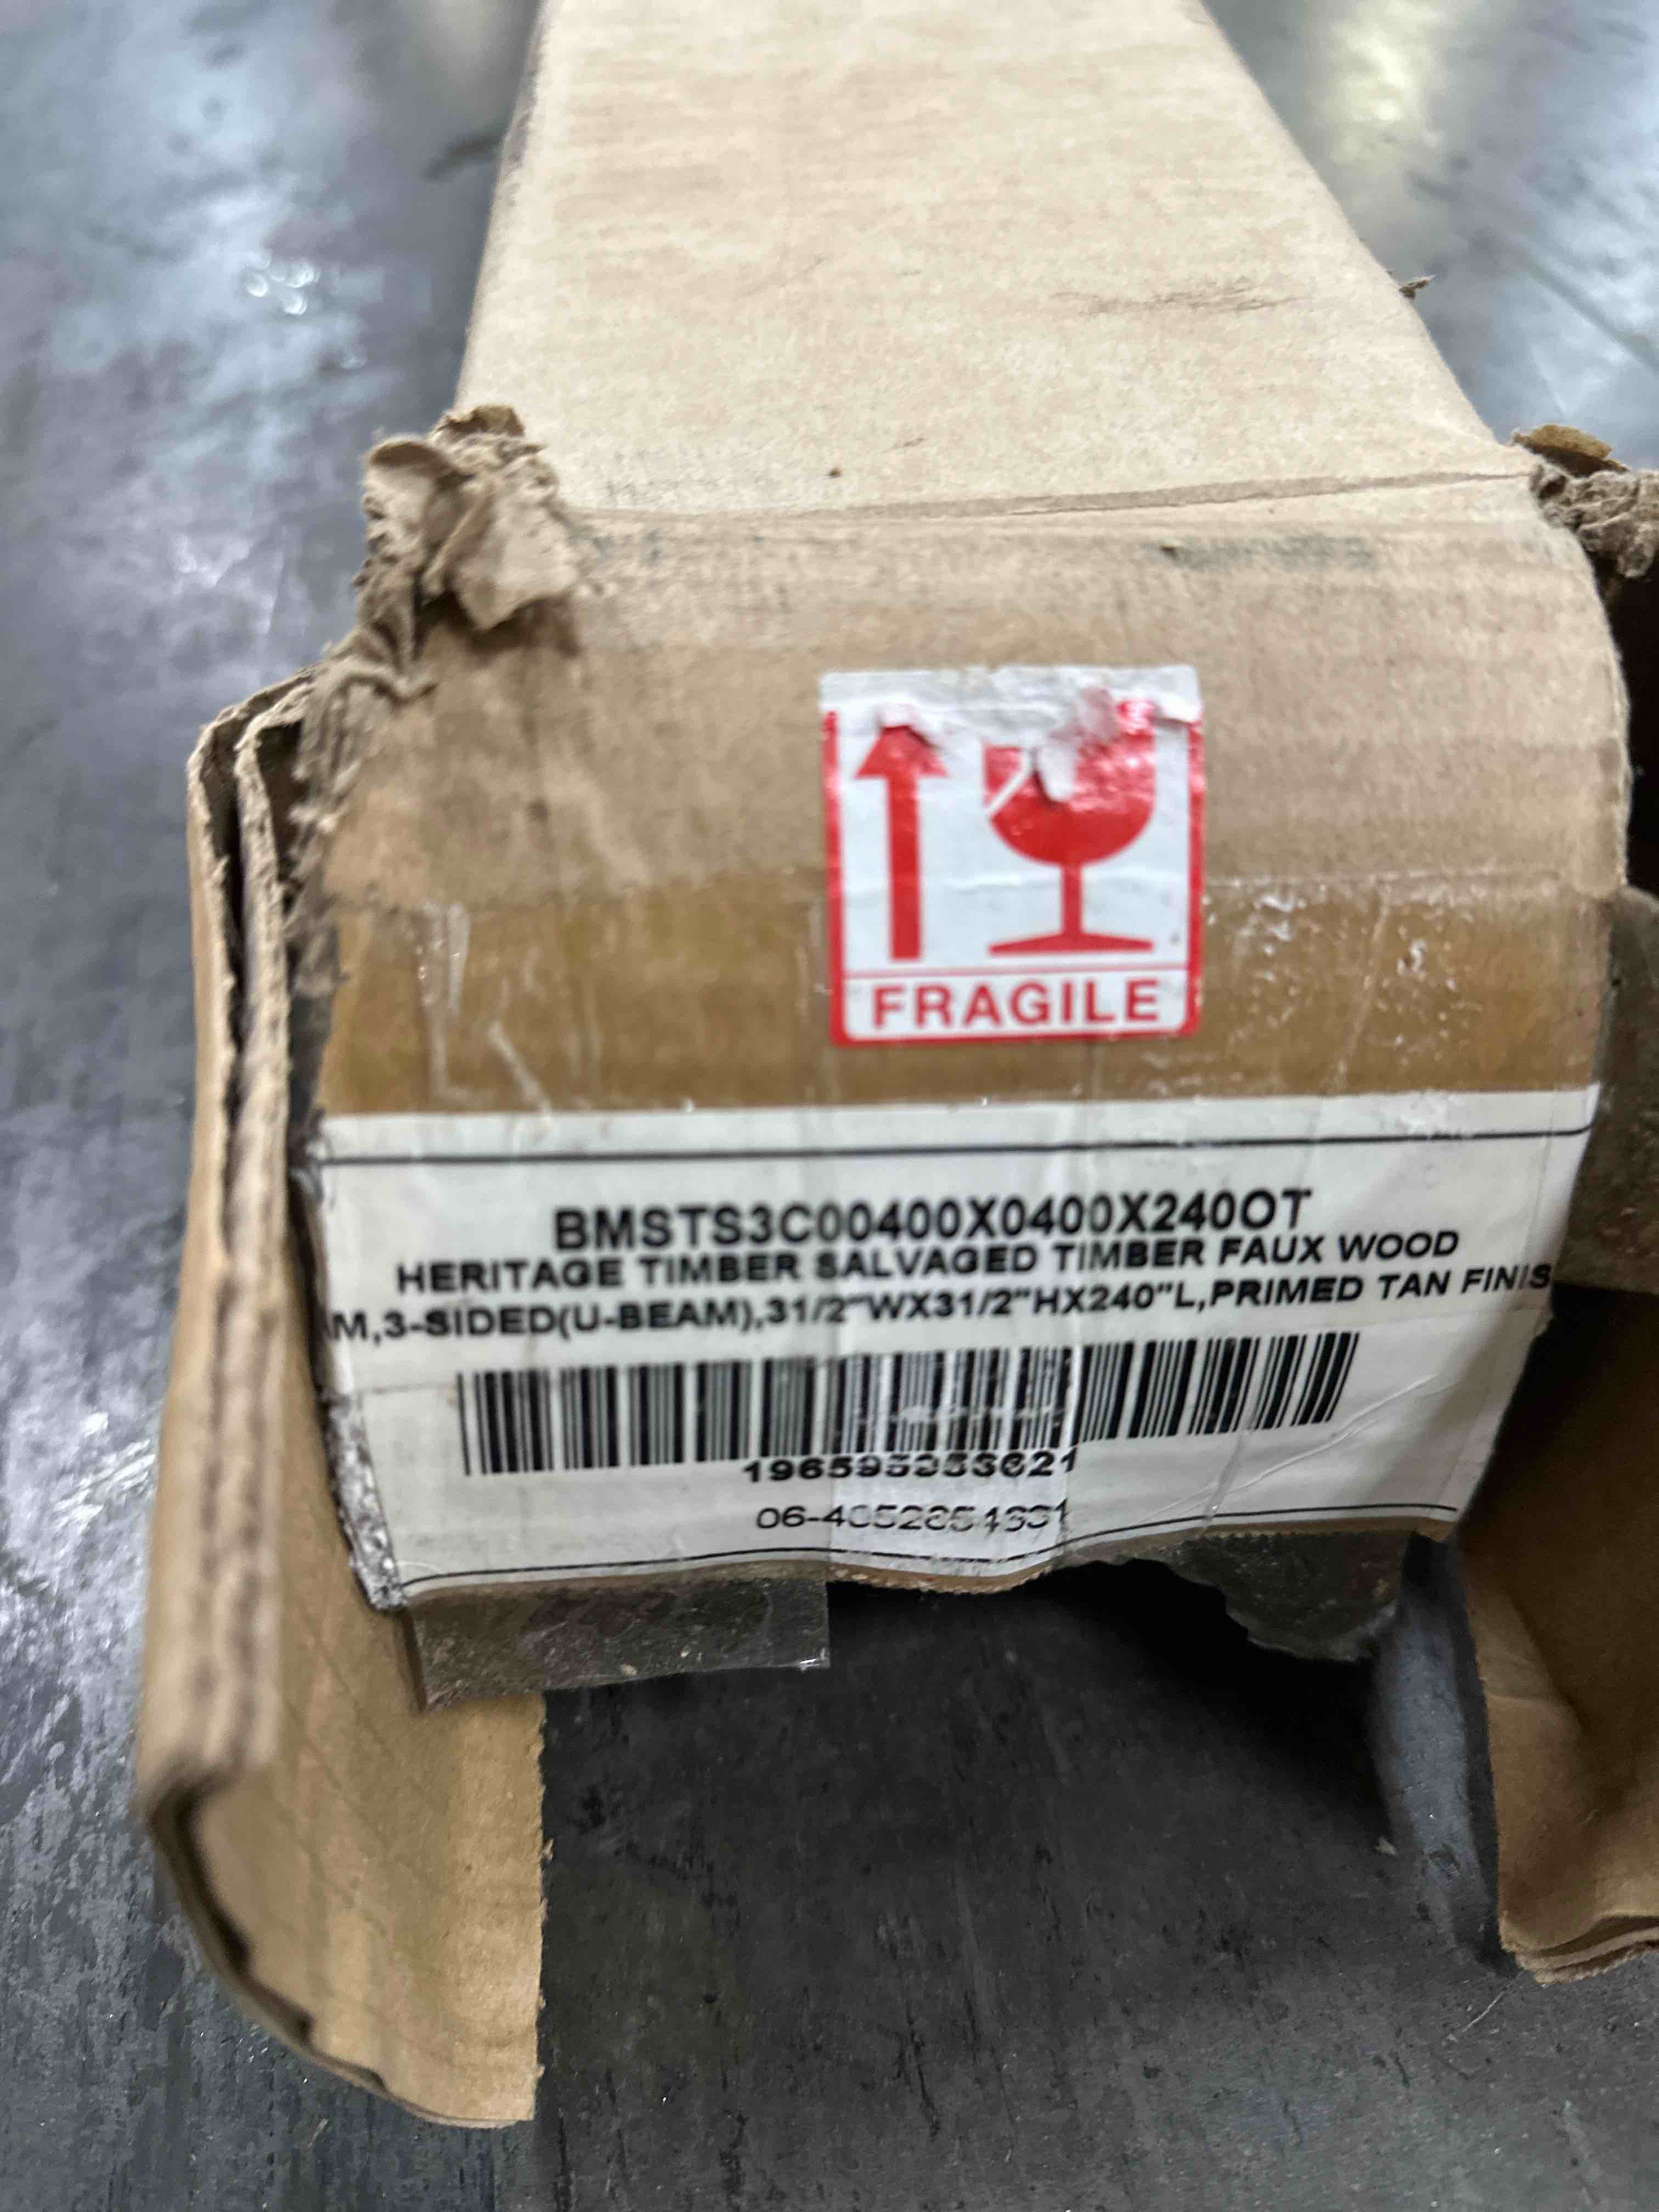 FRAGILE
BMSTS3C00400X0400X240OT
HERITAGE TIMBER SALVAGED TIMBER FAUX WOOD
M,3-SIDED(U-BEAM),31/2"WX31/2"HX240"L,PRIMED TAN FINIS